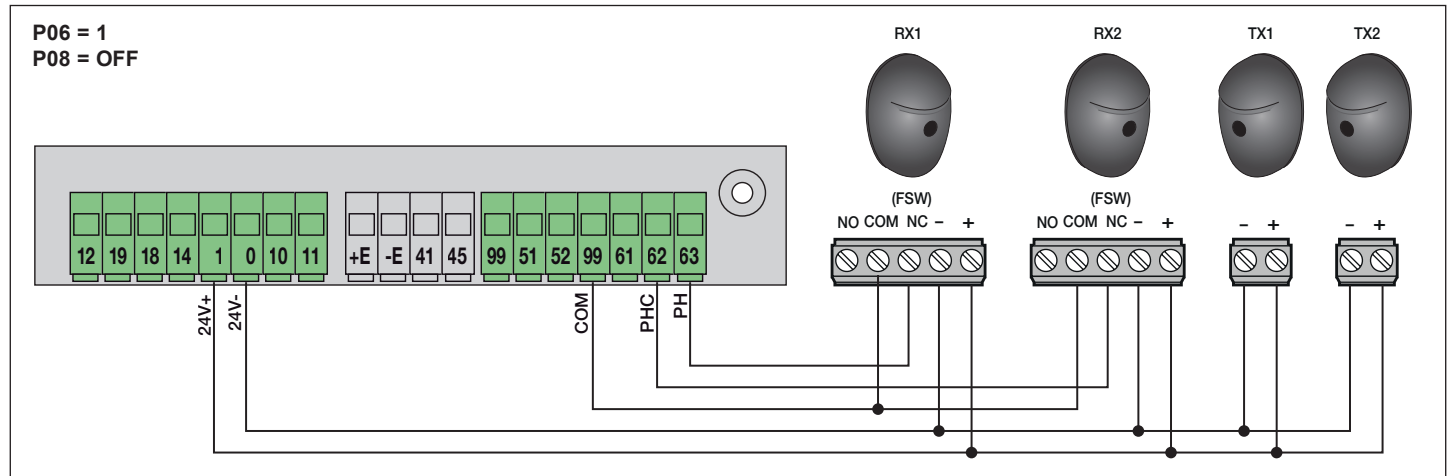 P06 = 1
P08 = OFF
RX1 RX2 TX1 TX2
(FSW) (FSW)
NO COM NC – + NO COM NC – + – + – +
12 19 18 14 1 0 10 11 +E -E 41 45 99 51 52 99 61 62 63
24V+ 24V- COM PHC PH